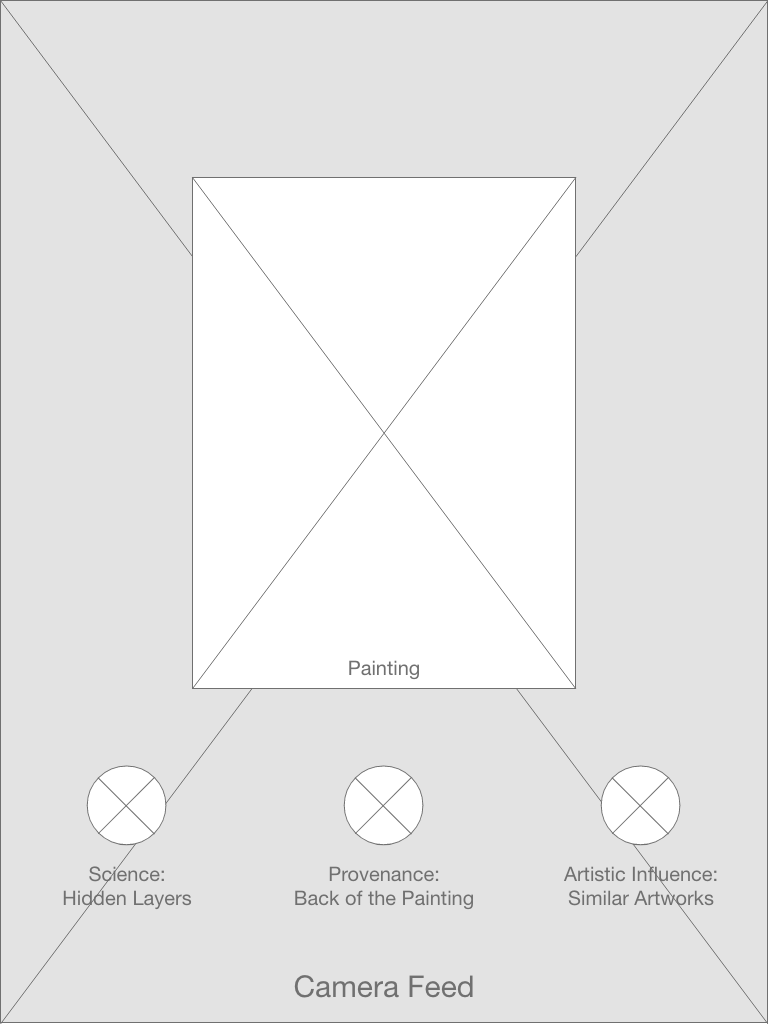 Painting
Science:
Hidden Layers
Provenance:
Back of the Painting
Artistic Influence:
Similar Artworks
Camera Feed